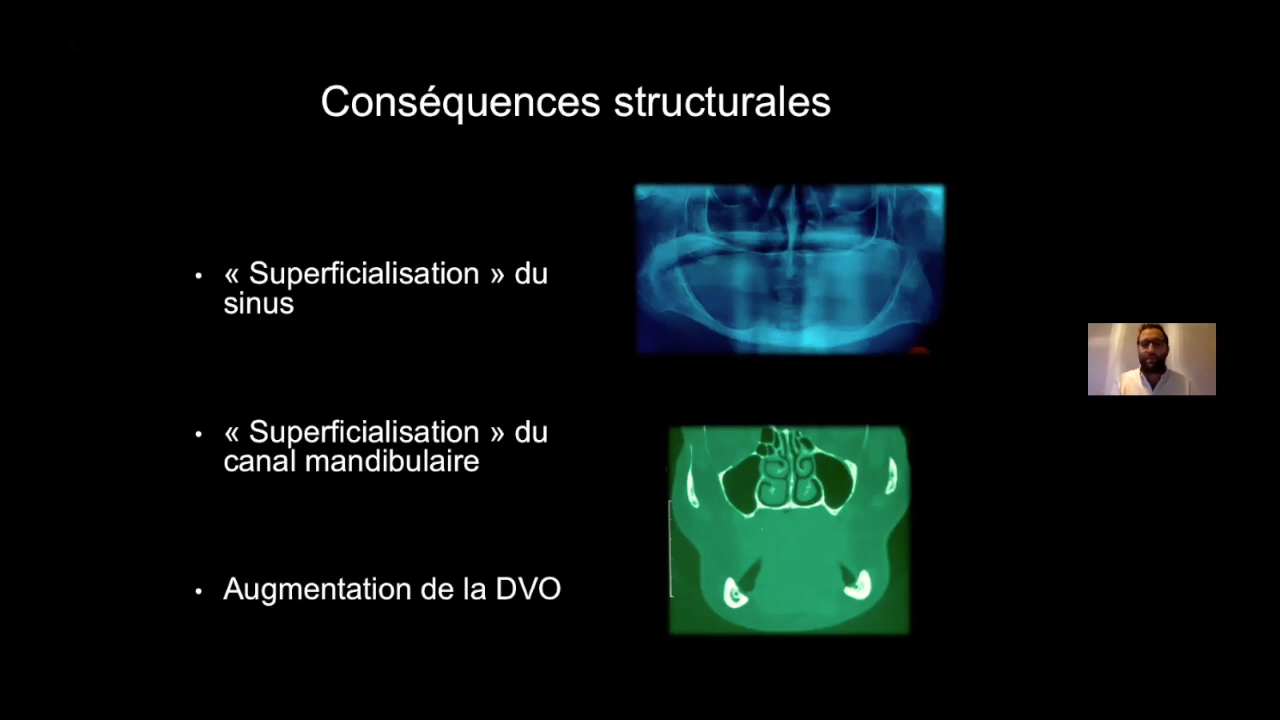 Conséquences structurales
• « Superficialisation » du
sinus
• « Superficialisation » du
canal mandibulaire
• Augmentation de la DVO